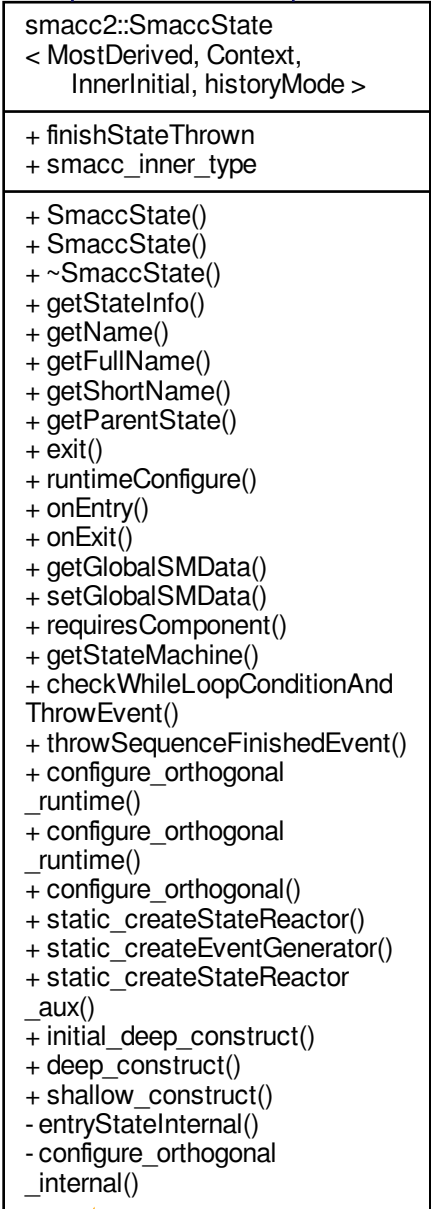 smacc2::SmaccState
< MostDerived, Context,
InnerInitial, historyMode >
+ finishStateThrown
+ smacc_inner_type
+ SmaccState()
+ SmaccState()
+ ~SmaccState()
+ getStateInfo()
+ getName()
+ getFullName()
+ getShortName()
+ getParentState()
+ exit()
+ runtimeConfigure()
+ onEntry()
+ onExit()
+ getGlobalSMData()
+ setGlobalSMData()
+ requiresComponent()
+ getStateMachine()
+ checkWhileLoopConditionAnd
ThrowEvent()
+ throwSequenceFinishedEvent()
+ configure_orthogonal
_runtime()
+ configure_orthogonal
_runtime()
+ configure_orthogonal()
+ static_createStateReactor()
+ static_createEventGenerator()
+ static_createStateReactor
_aux()
+ initial_deep_construct()
+ deep_construct()
+ shallow_construct()
- entryStateInternal()
- configure_orthogonal
_internal()